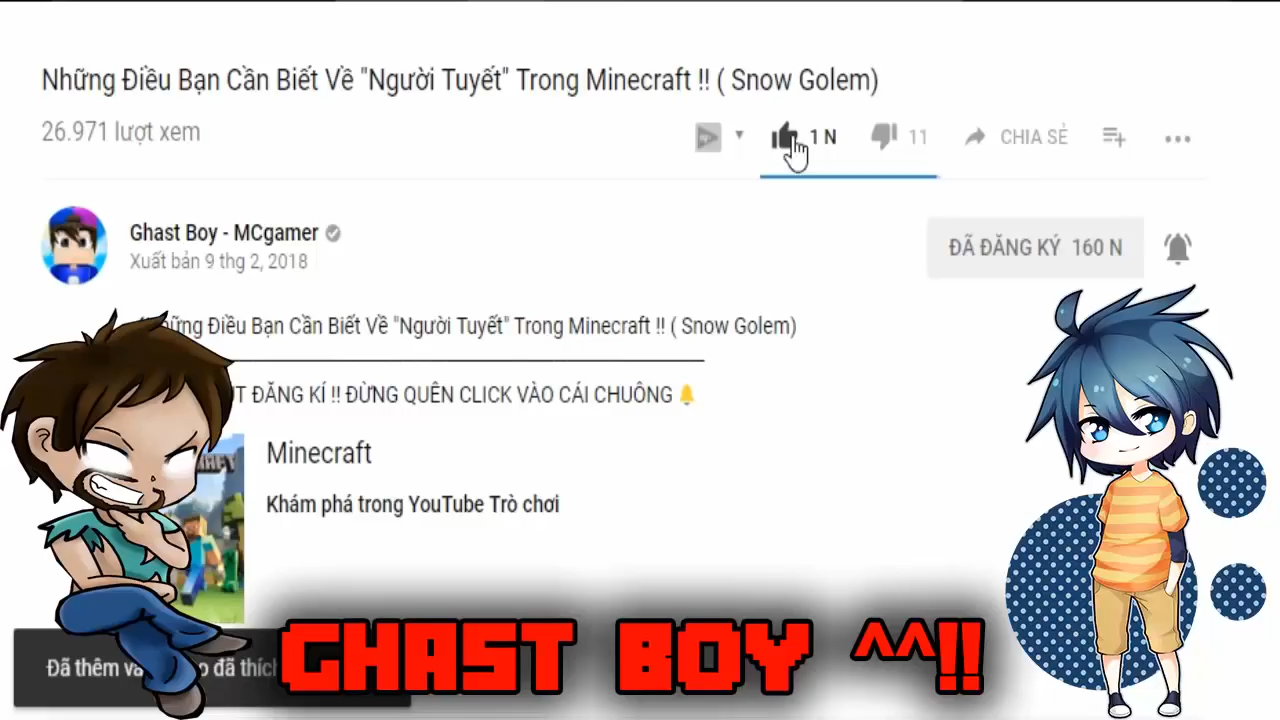 Những Điều Bạn Cần Biết Về "Người Tuyết" Trong Minecraft !! ( Snow Golem)
26.971 lượt xem
1 N
11
CHIA SẺ
Ghast Boy - MCgamer
Xuất bản 9 thg 2, 2018
ĐÃ ĐĂNG KÝ 160 N
Điều Bạn Cần Biết Về "Người Tuyết" Trong Minecraft !! ( Snow Golem)
ĐĂNG KÍ !! ĐỪNG QUÊN CLICK VÀO CÁI CHUÔNG
Minecraft
Khám phá trong YouTube Trò chơi
Đã thêm đã thích
GHAST BOY ^^!!